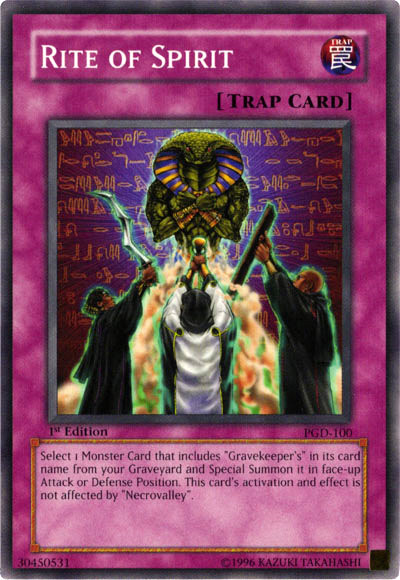 RITE OF SPIRIT
TRAP
罠
[TRAP CARD]
1st Edition
PGD-100
Select 1 Monster Card that includes "Gravekeeper's" in its card
name from your Graveyard and Special Summon it in face-up
Attack or Defense Position. This card's activation and effect is
not affected by "Necrovalley".
30450531
©1996 KAZUKI TAKAHASHI